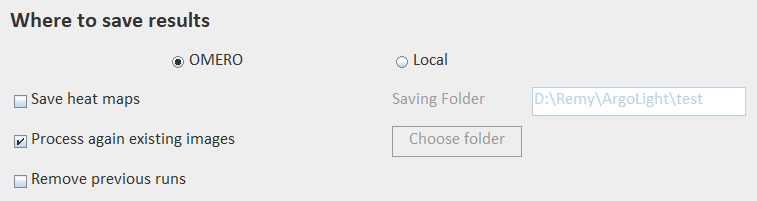 Where to save results
OMERO Local
Save heat maps Saving Folder D:\Remy\ArgoLight\test
Process again existing images Choose folder
Remove previous runs